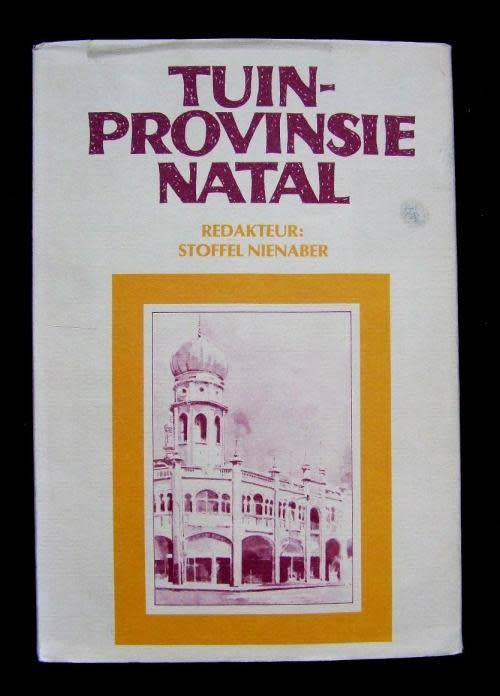 TUIN-
PROVINSIE
NATAL
REDAKTEUR:
STOFFEL NIENABER